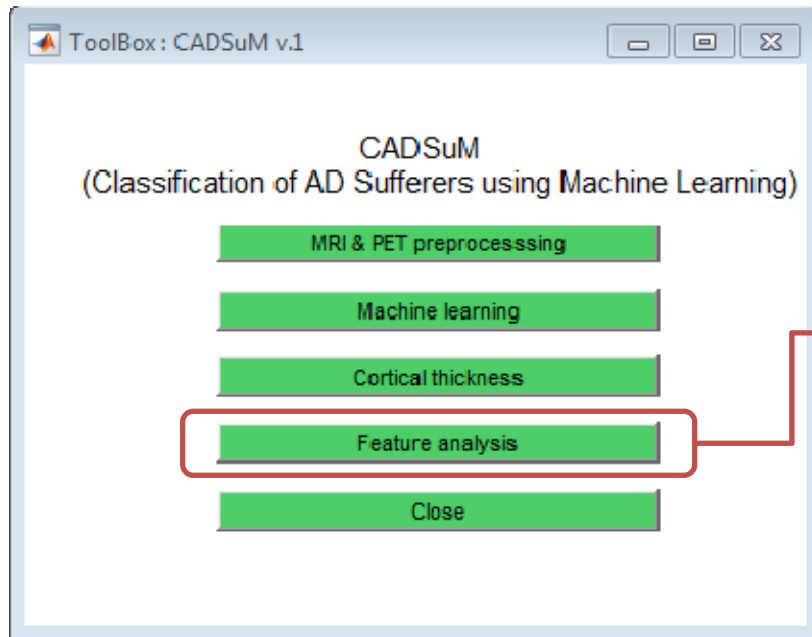 ToolBox : CADSuM v.1
CADSuM
(Classification of AD Sufferers using Machine Learning)
MRI & PET preprocesssing
Machine learning
Cortical thickness
Feature analysis
Close